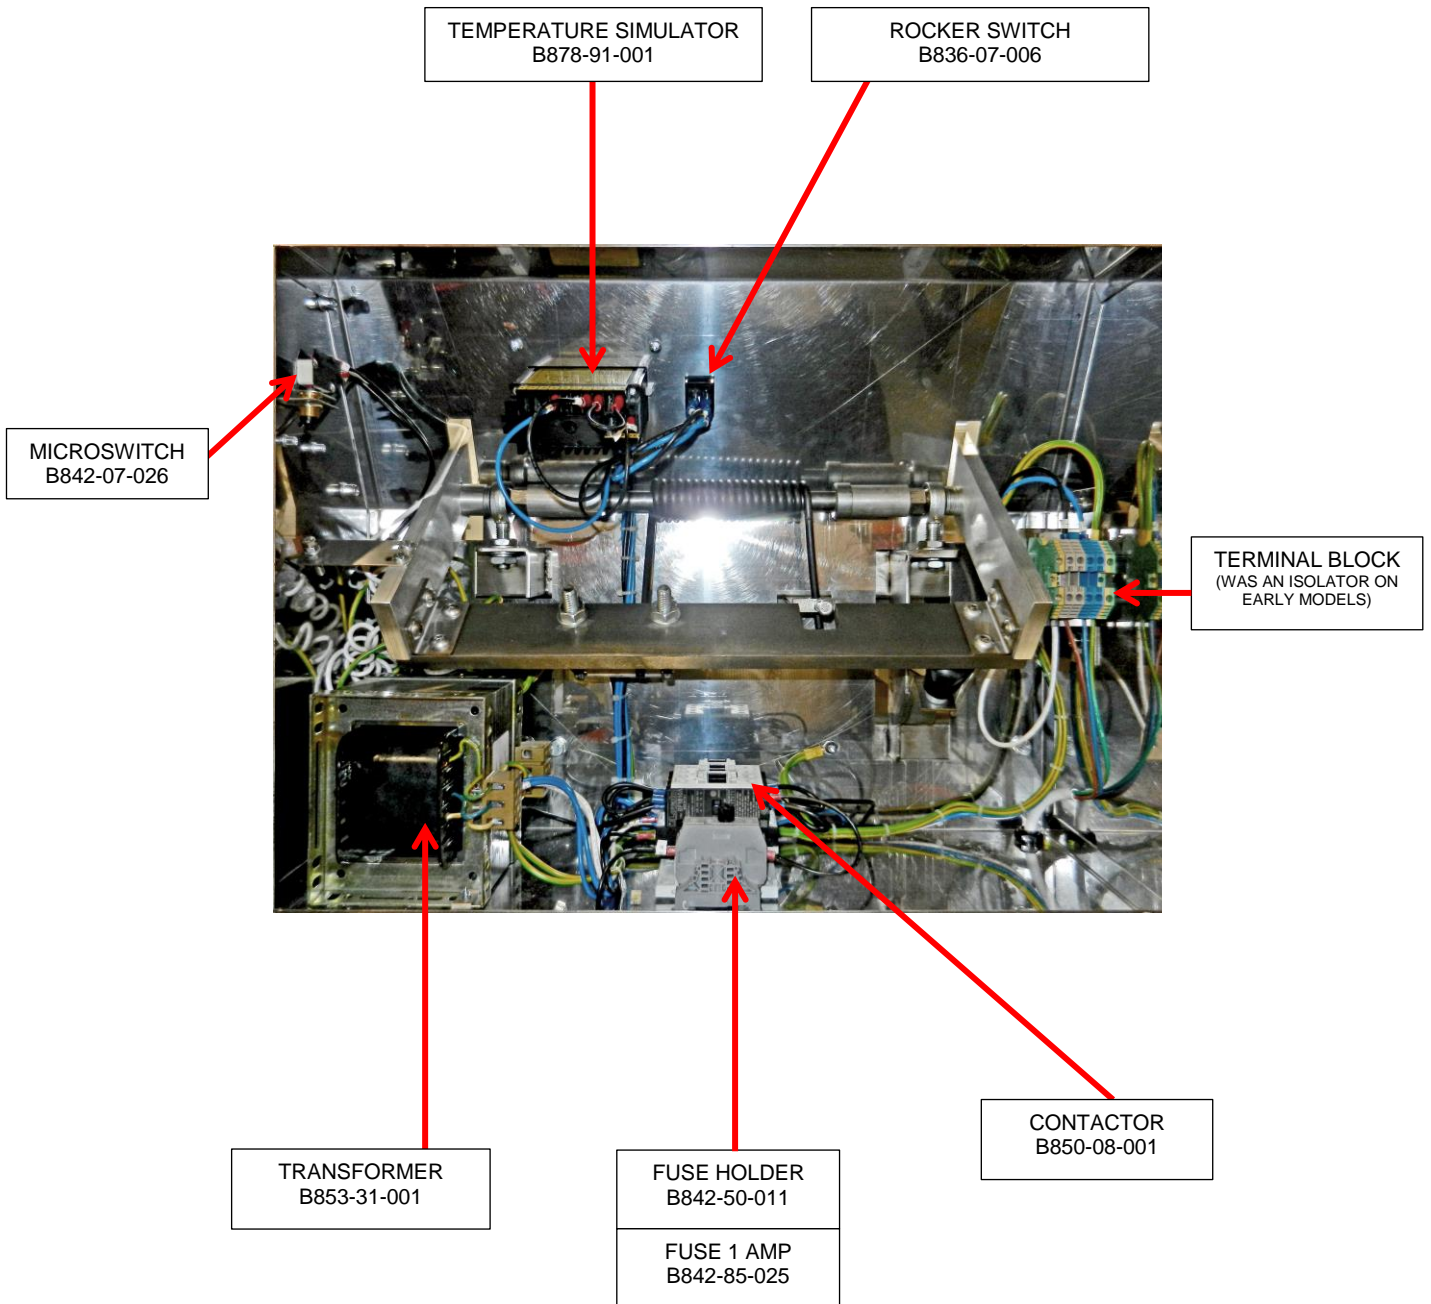 TEMPERATURE SIMULATOR
B878-91-001
ROCKER SWITCH
B836-07-006
MICROSWITCH
B842-07-026
TERMINAL BLOCK
(WAS AN ISOLATOR ON
EARLY MODELS)
CONTACTOR
B850-08-001
TRANSFORMER
B853-31-001
FUSE HOLDER
B842-50-011
FUSE 1 AMP
B842-85-025